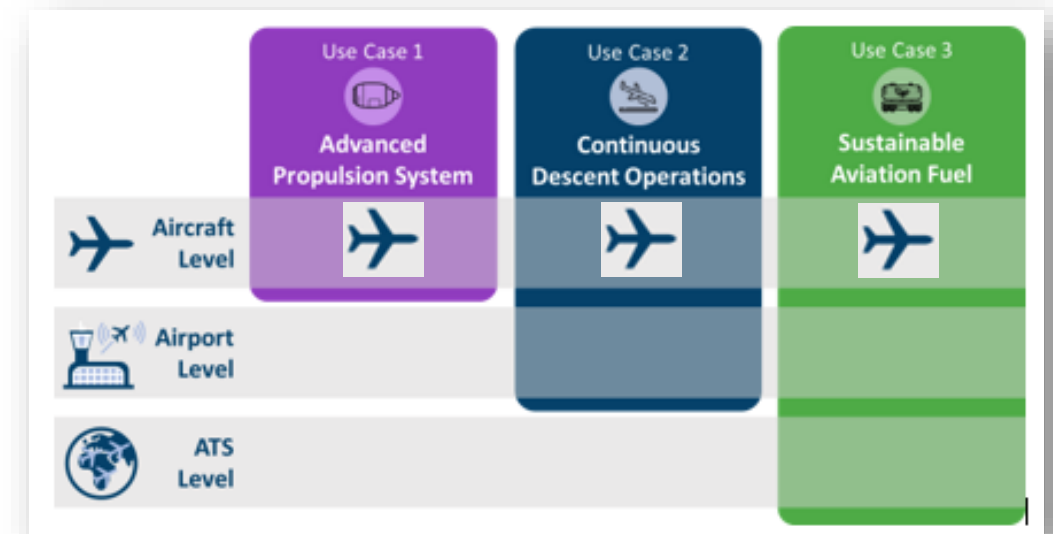 Use Case 1
Advanced
Propulsion System
Use Case 2
Continuous
Descent Operations
Use Case 3
Sustainable
Aviation Fuel
Aircraft
Level
Airport
Level
ATS
Level